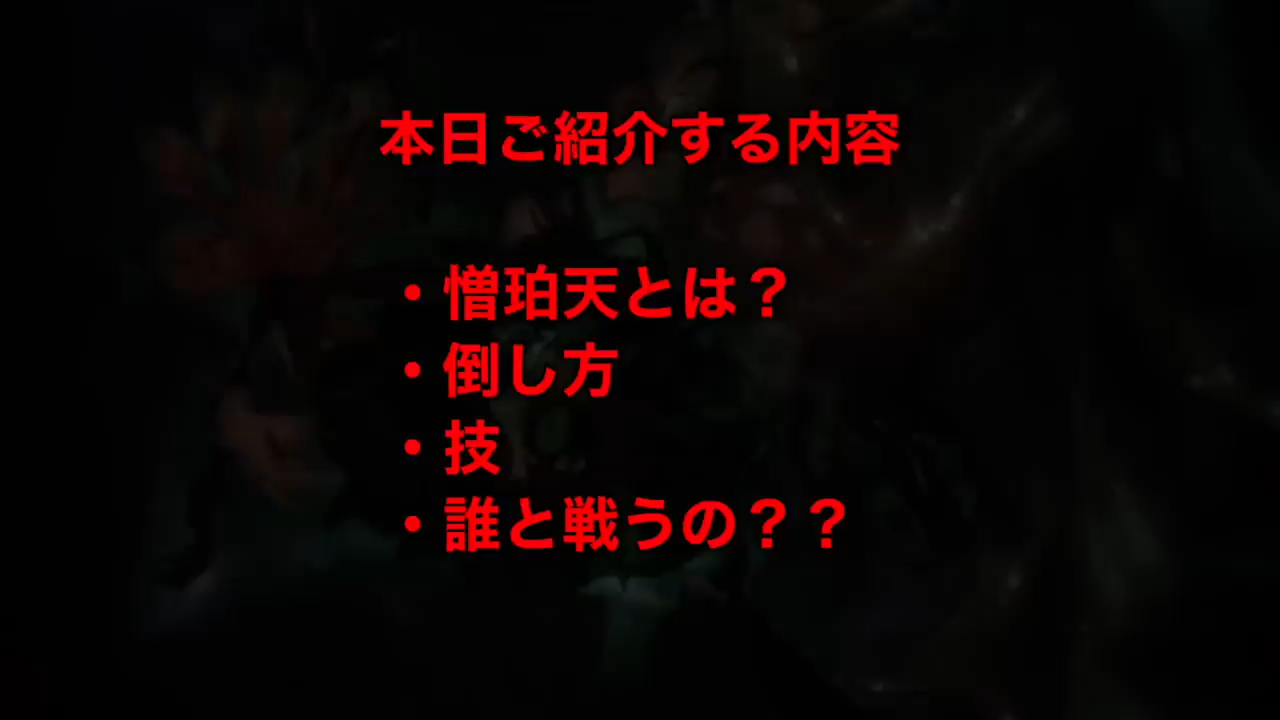 本日ご紹介する内容
・憎珀天とは？
・倒し方
・技
・誰と戦うの？？